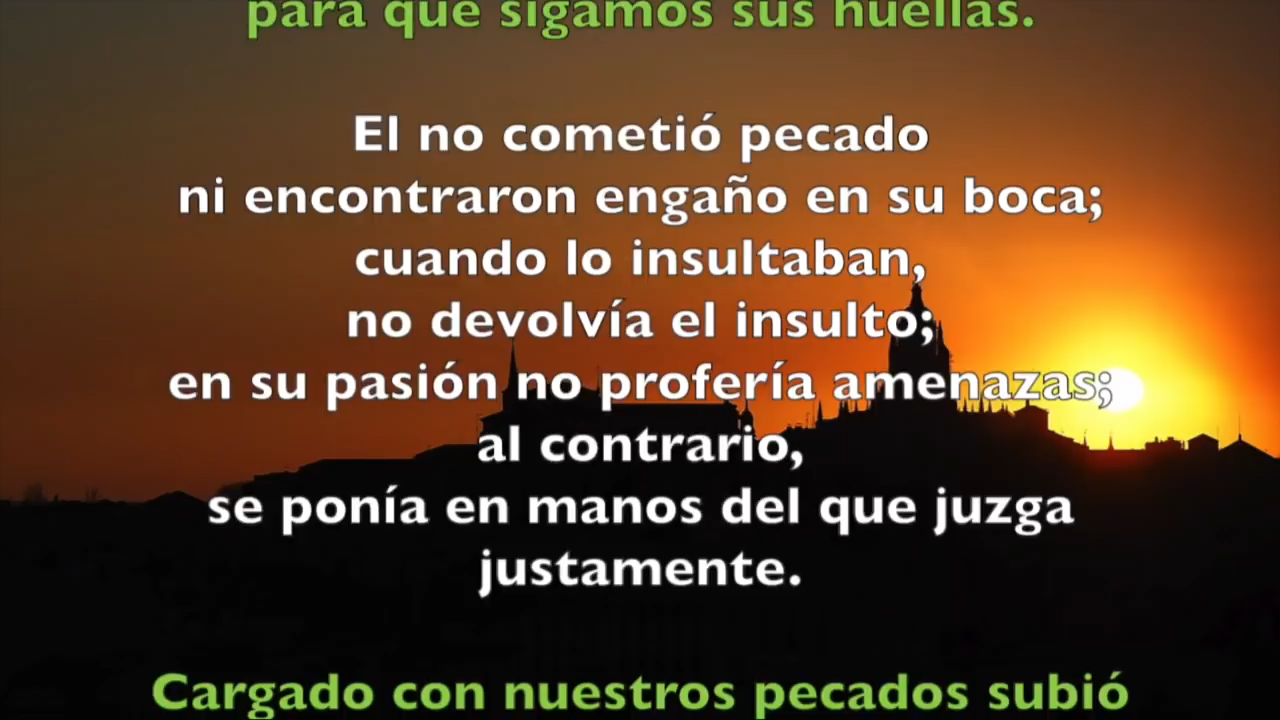 para que sigamos sus huellas.
El no cometió pecado
ni encontraron engaño en su boca;
cuando lo insultaban,
no devolvía el insulto;
en su pasión no profería amenazas;
al contrario,
se ponía en manos del que juzga
justamente.
Cargado con nuestros pecados subió